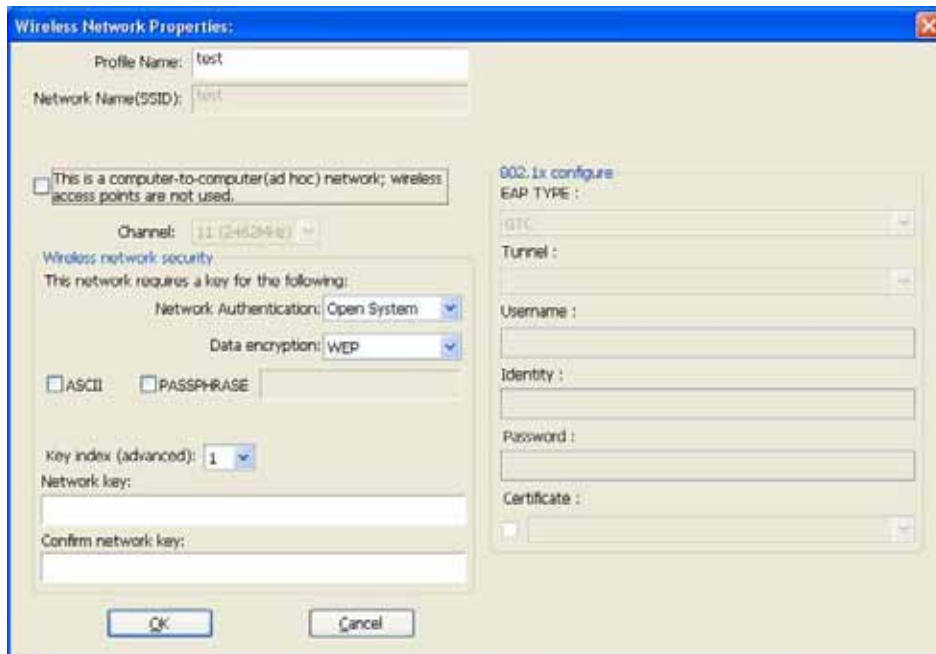 Wireless Network Properties:
Profile Name: test
Network Name(SSID): test
This is a computer-to-computer(ad hoc) network; wireless
access points are not used.
Channel: 11 (2462MHz)
Wireless network security
This network requires a key for the following:
Network Authentication: Open System
Data encryption: WEP
ASCII PASSPHRASE
Key index (advanced): 1
Network key:
Confirm network key:
OK Cancel
802.1x configure
EAP TYPE :
GTC
Tunnel :
Username :
Identity :
Password :
Certificate :